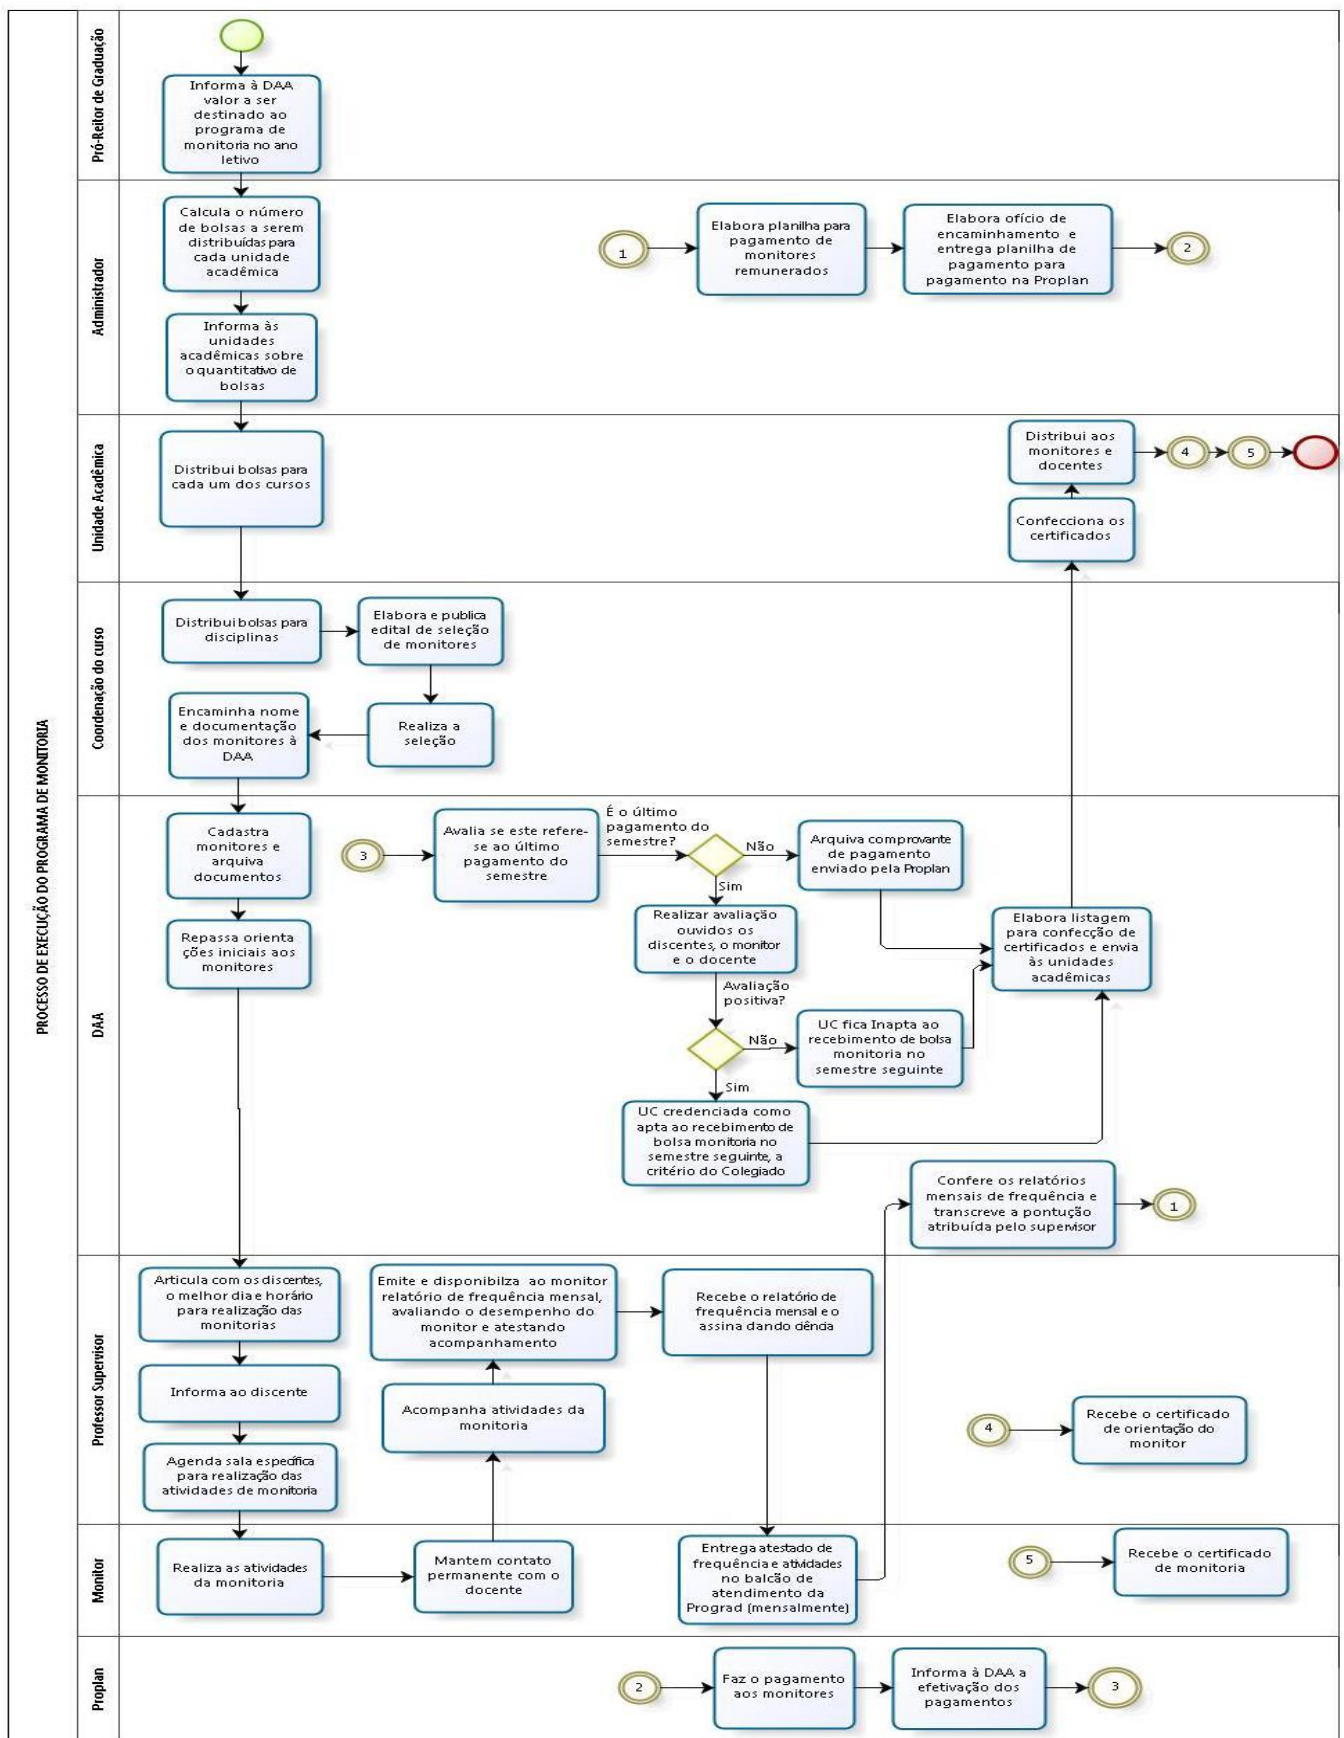 PROCESSO DE EXECUÇÃO DO PROGRAMA DE MONITORIA
Pró-Reitor de Graduação
Informa à DAA
valor a ser
destinado ao
programa de
monitoria no ano
letivo
Administrador
Calcula o número
de bolsas a serem
distribuídas para
cada unidade
acadêmica
Informa às
unidades
acadêmicas sobre
o quantitativo de
bolsas
1
Elabora planilha para
pagamento de
monitores
remunerados
Elabora ofício de
encaminhamento e
entrega planilha de
pagamento para
pagamento na Proplan
2
Unidade Acadêmica
Distribui bolsas para
cada um dos cursos
Distribui aos
monitores e
docentes
4
5
Confecciona os
certificados
Coordenação do curso
Distribui bolsas para
disciplinas
Elabora e publica
edital de seleção
de monitores
Realiza a
seleção
Encaminha nome
e documentação
dos monitores à
DAA
DAA
Cadastra
monitores e
arquiva
documentos
Repassa orienta
ções iniciais aos
monitores
3
Avalia se este refere-
se ao último
pagamento do
semestre
É o último
pagamento do
semestre?
Não
Arquiva comprovante
de pagamento
enviado pela Proplan
Sim
Realizar avaliação
ouvidos os
discentes, o monitor
e o docente
Avaliação
positiva?
Não
UC fica Inapta ao
recebimento de bolsa
monitoria no
semestre seguinte
Sim
UC credenciada como
apta ao recebimento de
bolsa monitoria no
semestre seguinte, a
critério do Colegiado
Elabora listagem
para confecção de
certificados e envia
às unidades
acadêmicas
Confere os relatórios
mensais de frequência e
transcreve a pontução
atribuída pelo supervisor
1
Professor Supervisor
Articula com os discentes,
o melhor dia e horário
para realização das
monitorias
Informa ao discente
Agenda sala específica
para realização das
atividades de monitoria
Emite e disponibilza ao monitor
relatório de frequência mensal,
avaliando o desempenho do
monitor e atestando
acompanhamento
Acompanha atividades da
monitoria
Recebe o relatório de
frequência mensal e o
assina dando ciência
4
Recebe o certificado
de orientação do
monitor
Monitor
Realiza as atividades
da monitoria
Mantem contato
permanente com o
docente
Entrega atestado de
frequência e atividades
no balcão de
atendimento da
Prograd (mensalmente)
5
Recebe o certificado
de monitoria
Proplan
2
Faz o pagamento
aos monitores
Informa à DAA a
efetivação dos
pagamentos
3